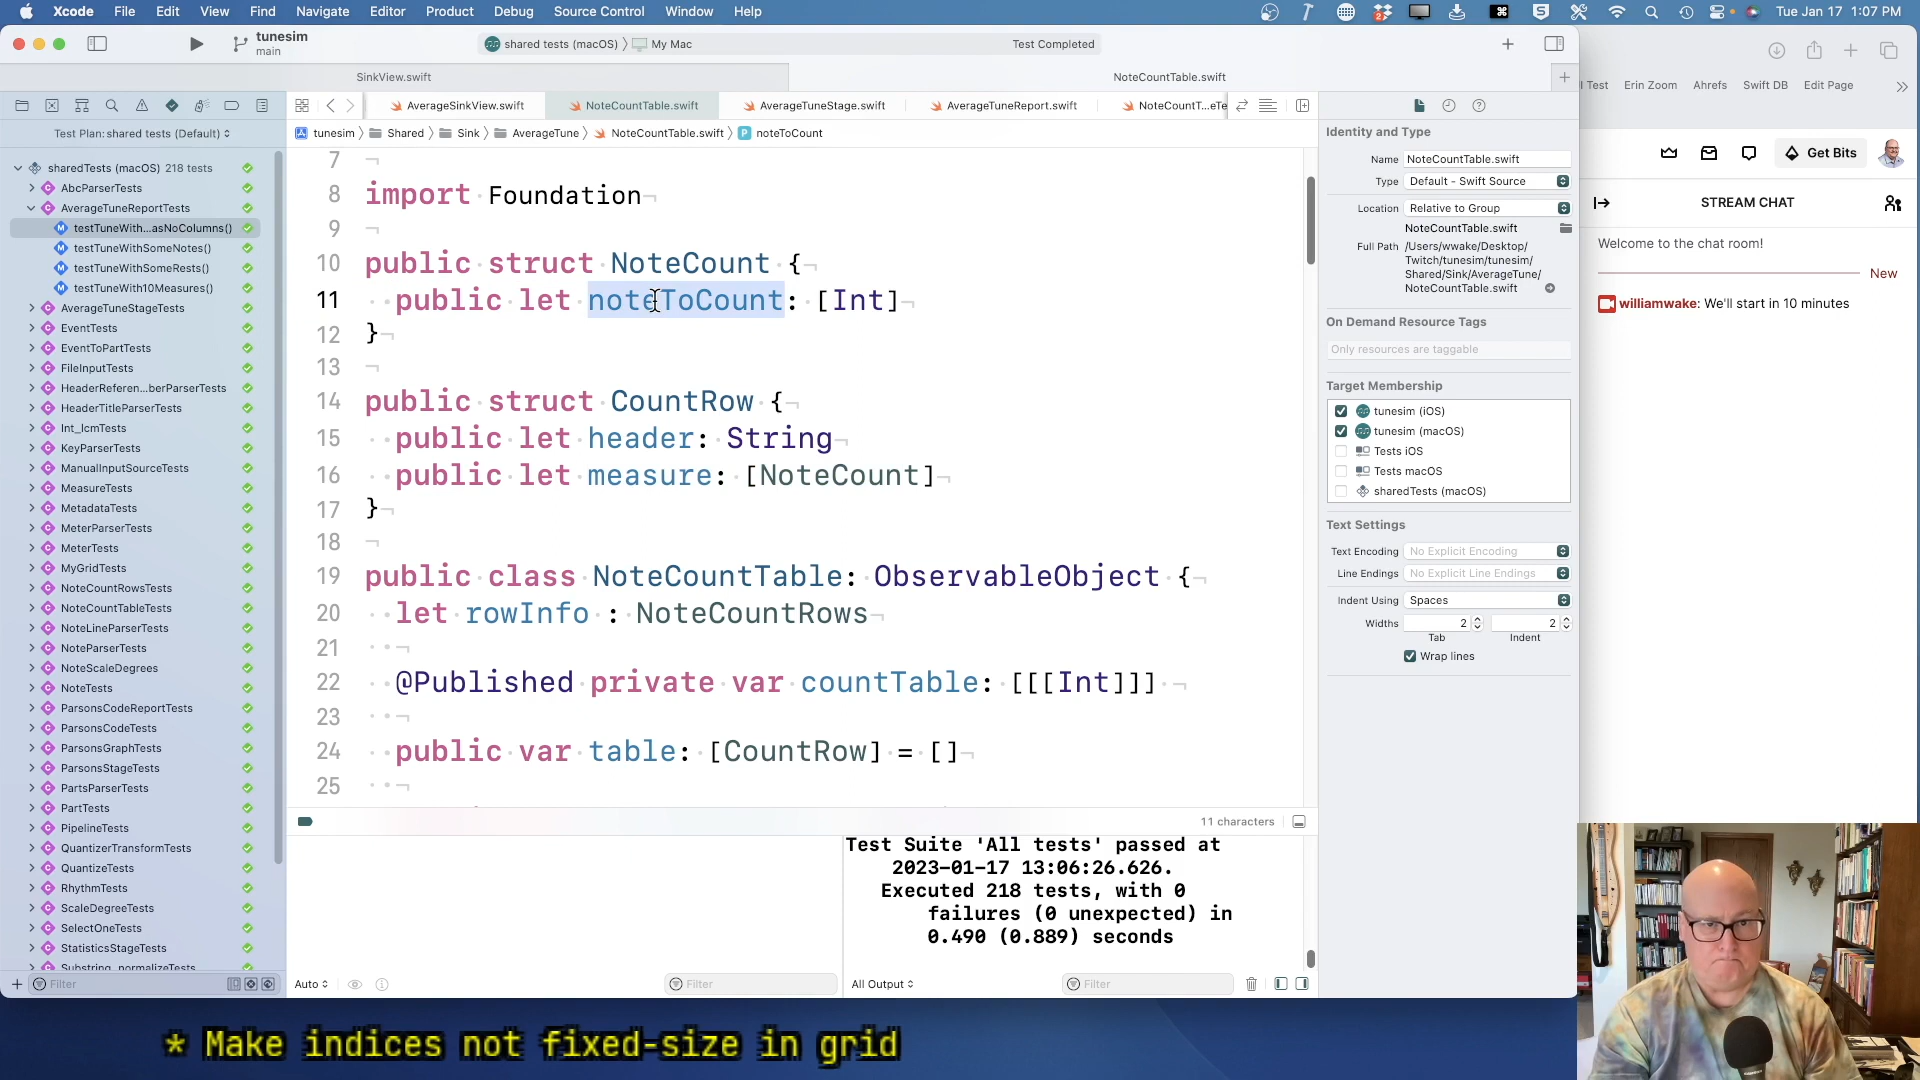 Xcode File Edit View Find Navigate Editor Product Debug Source Control Window Help
Tue Jan 17 1:07 PM
tunesim
main
shared tests (macOS) 〉 My Mac
Test Completed
SinkView.swift
NoteCountTable.swift
AverageSinkView.swift
NoteCountTable.swift
AverageTuneStage.swift
AverageTuneReport.swift
NoteCountT...eTe
Test Plan: shared tests (Default)
tunesim 〉 Shared 〉 Sink 〉 AverageTune 〉 NoteCountTable.swift 〉 P noteToCount
sharedTests (macOS) 218 tests
AbcParserTests
AverageTuneReportTests
testTuneWith...asNoColumns()
testTuneWithSomeNotes()
testTuneWithSomeRests()
testTuneWith10Measures()
AverageTuneStageTests
EventTests
EventToPartTests
FileInputTests
HeaderReferen...berParserTests
HeaderTitleParserTests
Int_lcmTests
KeyParserTests
ManualInputSourceTests
MeasureTests
MetadataTests
MeterParserTests
MeterTests
MyGridTests
NoteCountRowsTests
NoteCountTableTests
NoteLineParserTests
NoteParserTests
NoteScaleDegrees
NoteTests
ParsonsCodeReportTests
ParsonsCodeTests
ParsonsGraphTests
ParsonsStageTests
PartsParserTests
PartTests
PipelineTests
QuantizerTransformTests
QuantizeTests
RhythmTests
ScaleDegreeTests
SelectOneTests
StatisticsStageTests
Substring_normalizeTests
Filter
7
8 import Foundation
9
10 public struct NoteCount {
11 public let noteToCount: [Int]
12 }
13
14 public struct CountRow {
15 public let header: String
16 public let measure: [NoteCount]
17 }
18
19 public class NoteCountTable: ObservableObject {
20 let rowInfo : NoteCountRows
21
22 @Published private var countTable: [[[Int]]]
23
24 public var table: [CountRow] = []
25
11 characters
Test Suite 'All tests' passed at
2023-01-17 13:06:26.626.
Executed 218 tests, with 0
failures (0 unexpected) in
0.490 (0.889) seconds
Auto
Filter
All Output
Filter
Identity and Type
Name NoteCountTable.swift
Type Default - Swift Source
Location Relative to Group
NoteCountTable.swift
Full Path /Users/wwake/Desktop/
Twitch/tunesim/tunesim/
Shared/Sink/AverageTune/
NoteCountTable.swift
On Demand Resource Tags
Only resources are taggable
Target Membership
tunesim (iOS)
tunesim (macOS)
Tests iOS
Tests macOS
sharedTests (macOS)
Text Settings
Text Encoding No Explicit Encoding
Line Endings No Explicit Line Endings
Indent Using Spaces
Widths 2 2
Tab Indent
Wrap lines
Test Erin Zoom Ahrefs Swift DB Edit Page
Get Bits
STREAM CHAT
Welcome to the chat room!
New
williamwake: We'll start in 10 minutes
* Make indices not fixed-size in grid